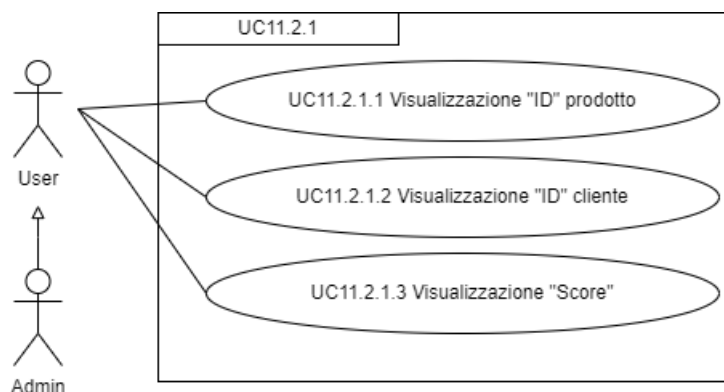 UC11.2.1
UC11.2.1.1 Visualizzazione "ID" prodotto
User
UC11.2.1.2 Visualizzazione "ID" cliente
UC11.2.1.3 Visualizzazione "Score"
Admin